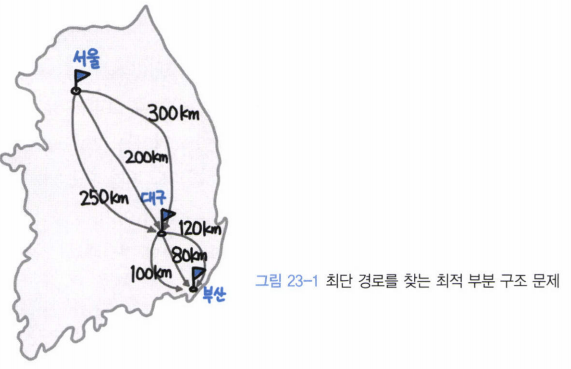 서울
300km
200km
250km
대구
120km
80km
100km
부산
그림 23-1 최단 경로를 찾는 최적 부분 구조 문제